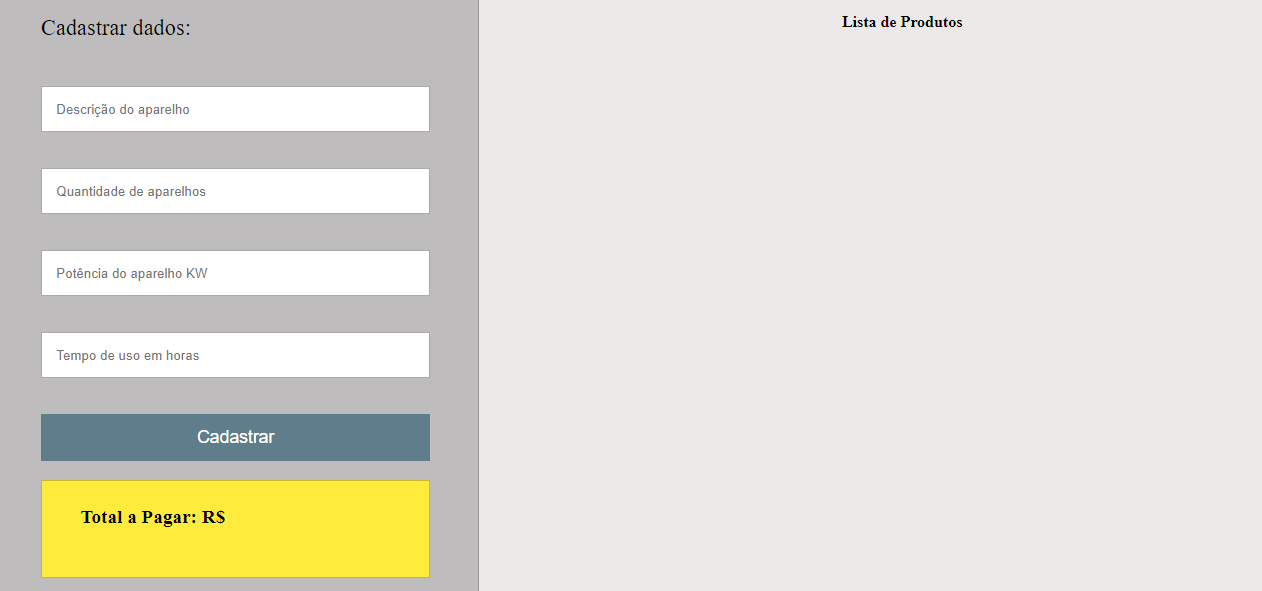 Cadastrar dados:
Descrição do aparelho
Quantidade de aparelhos
Potência do aparelho KW
Tempo de uso em horas
Cadastrar
Total a Pagar: R$
Lista de Produtos